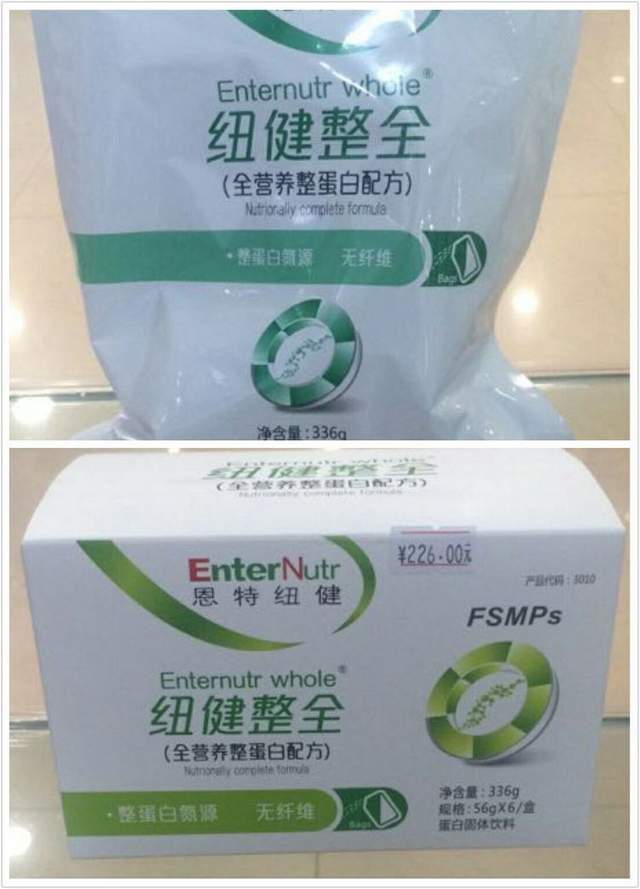 Enternutr whole®
纽健整全
(全营养整蛋白配方)
Nutrionally complete formula
·整蛋白氮源 无纤维
Bags
净含量:336g
Enternutr whole
纽健整全
(全营养整蛋白配方)
Nutrionally complete formula
¥226.00元
EnterNutr
恩特纽健
产品代码:3010
FSMPs
Enternutr whole®
纽健整全
(全营养整蛋白配方)
Nutrionally complete formula
·整蛋白氮源 无纤维
Bags
净含量:336g
规格:56gX6/盒
蛋白固体饮料